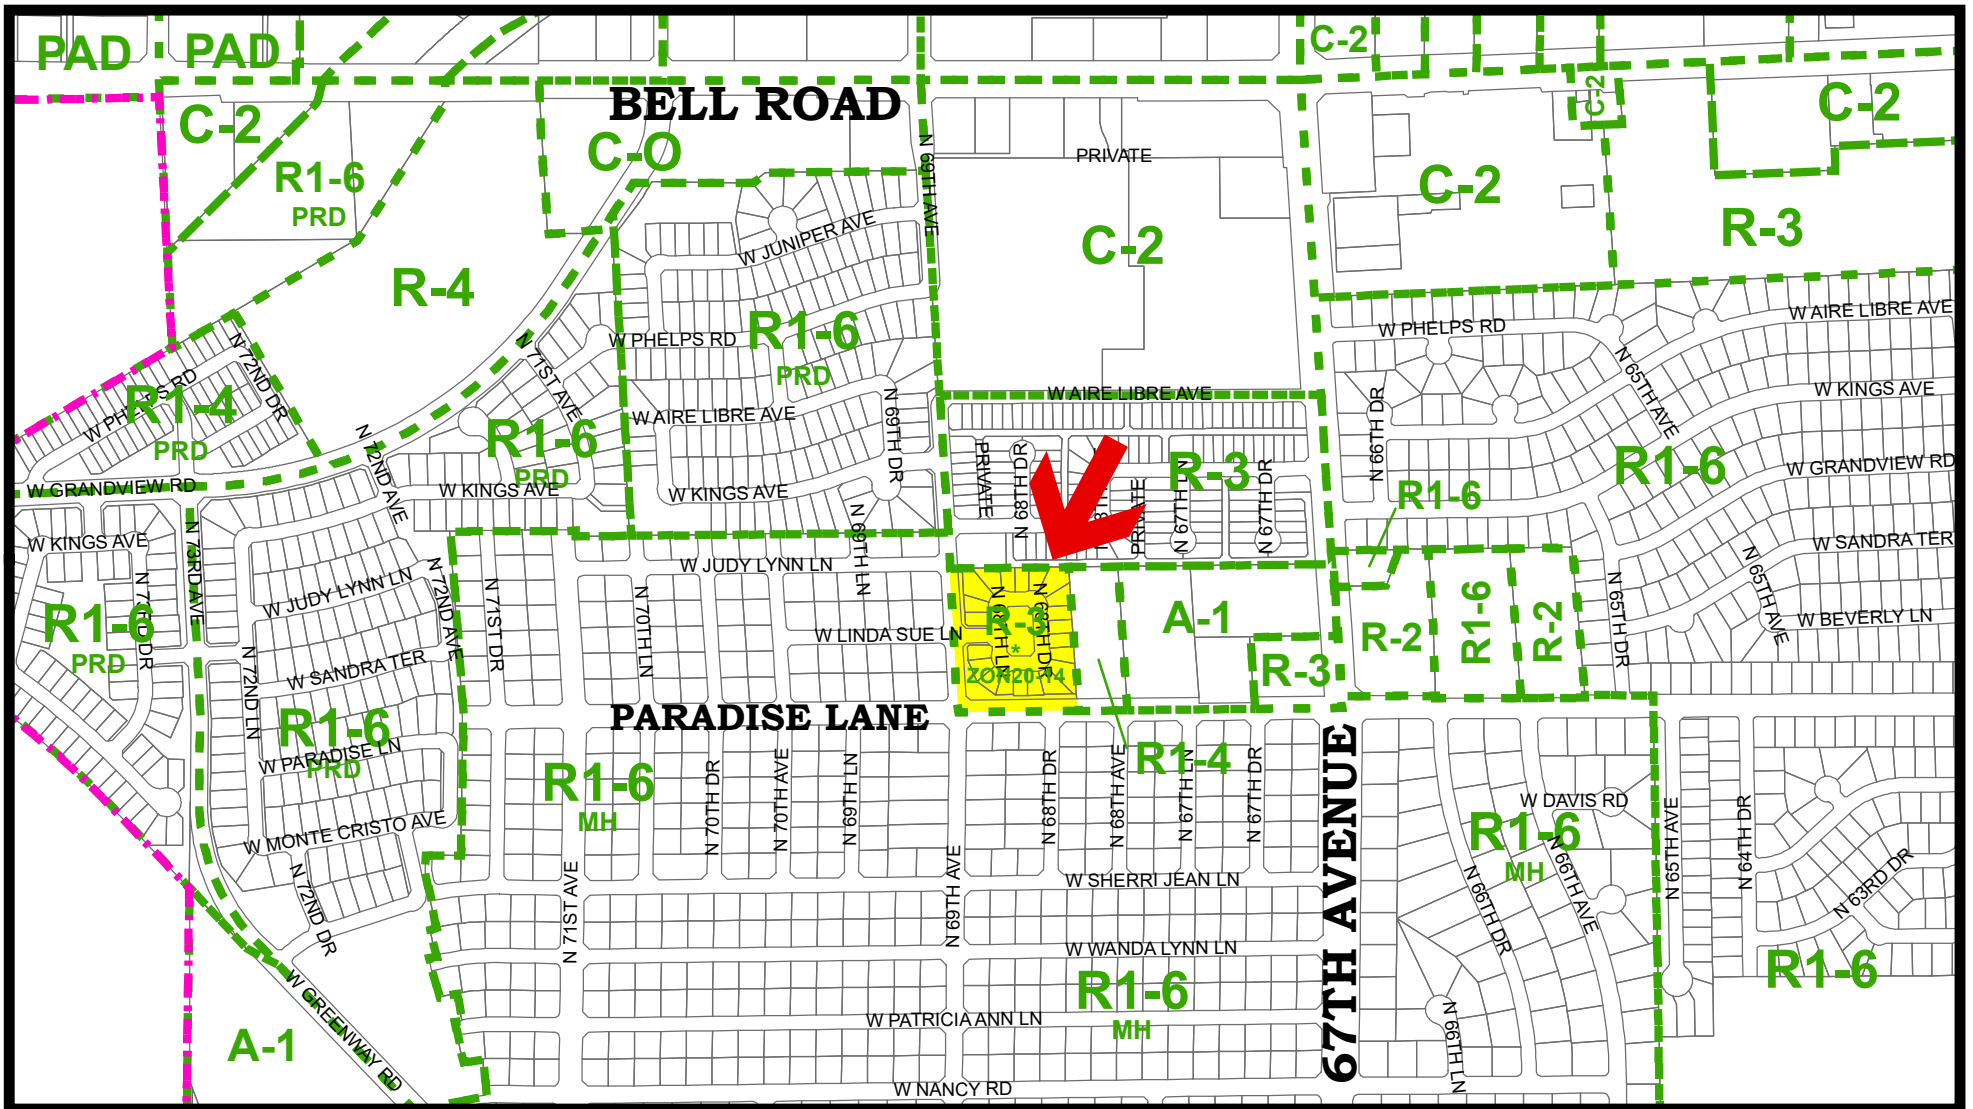 PAD
PAD
C-2
BELL ROAD
C-2
C-2
C-2
R1-6
PRD
C-O
N 69TH AVE
PRIVATE
C-2
C-2
R-3
R-4
W JUNIPER AVE
R1-6
PRD
W PHELPS RD
W PHELPS RD
W AIRE LIBRE AVE
N 72ND DR
N 71ST AVE
W AIRE LIBRE AVE
W AIRE LIBRE AVE
N 69TH DR
N 66TH DR
N 65TH AVE
W KINGS AVE
W PHELPS RD
R1-4
PRD
R1-6
PRD
N 72ND AVE
W GRANDVIEW RD
W KINGS AVE
W KINGS AVE
PRIVATE
N 68TH DR
PRIVATE
R-3
N 67TH LN
N 67TH DR
R1-6
R1-6
W GRANDVIEW RD
W KINGS AVE
N 73RD AVE
N 69TH LN
W JUDY LYNN LN
W SANDRA TER
N 65TH AVE
W JUDY LYNN LN
N 72ND AVE
N 71ST DR
N 70TH LN
R1-6
PRD
W LINDA SUE LN
R-3
*
ZON20-14
N 68TH LN
N 68TH DR
A-1
R-3
R-2
R1-6
R-2
N 65TH DR
W BEVERLY LN
W SANDRA TER
N 72ND LN
PARADISE LANE
R1-6
PRD
W PARADISE LN
R1-6
MH
N 70TH DR
N 70TH AVE
N 69TH LN
N 68TH DR
N 68TH AVE
R1-4
N 67TH LN
N 67TH DR
67TH AVENUE
W DAVIS RD
R1-6
MH
N 65TH AVE
N 64TH DR
W MONTE CRISTO AVE
N 72ND DR
N 71ST AVE
N 69TH AVE
W SHERRI JEAN LN
N 66TH DR
N 66TH AVE
N 63RD DR
W WANDA LYNN LN
R1-6
MH
R1-6
W GREENWAY RD
A-1
W PATRICIA ANN LN
N 66TH LN
W NANCY RD